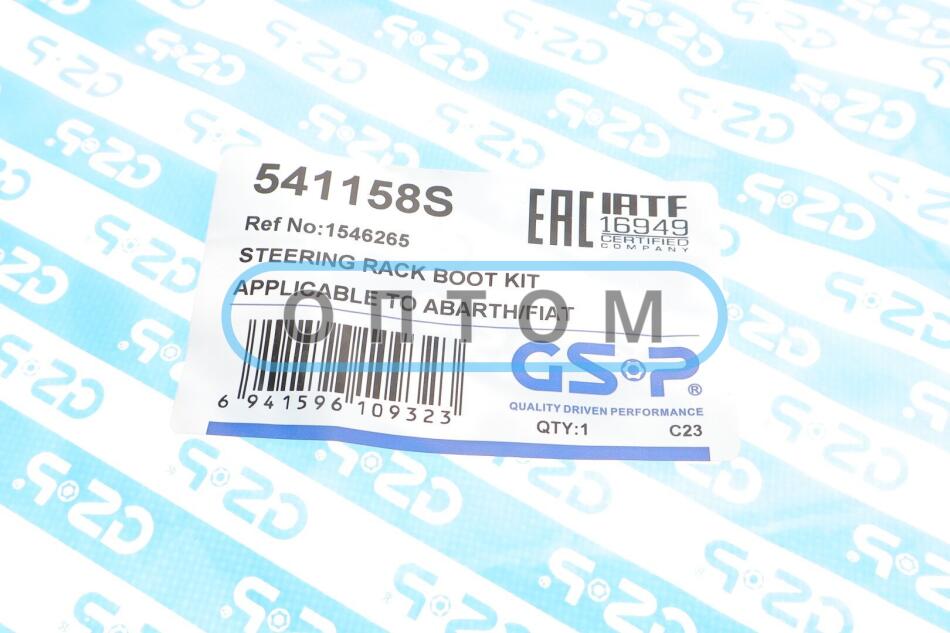 541158S
Ref No:1546265
STEERING RACK BOOT KIT
APPLICABLE TO ABARTH/FIAT
EAC
IATF
16949
CERTIFIED
COMPANY
ОПТОМ
6 941596 109323
GSP®
QUALITY DRIVEN PERFORMANCE
QTY:1
C23